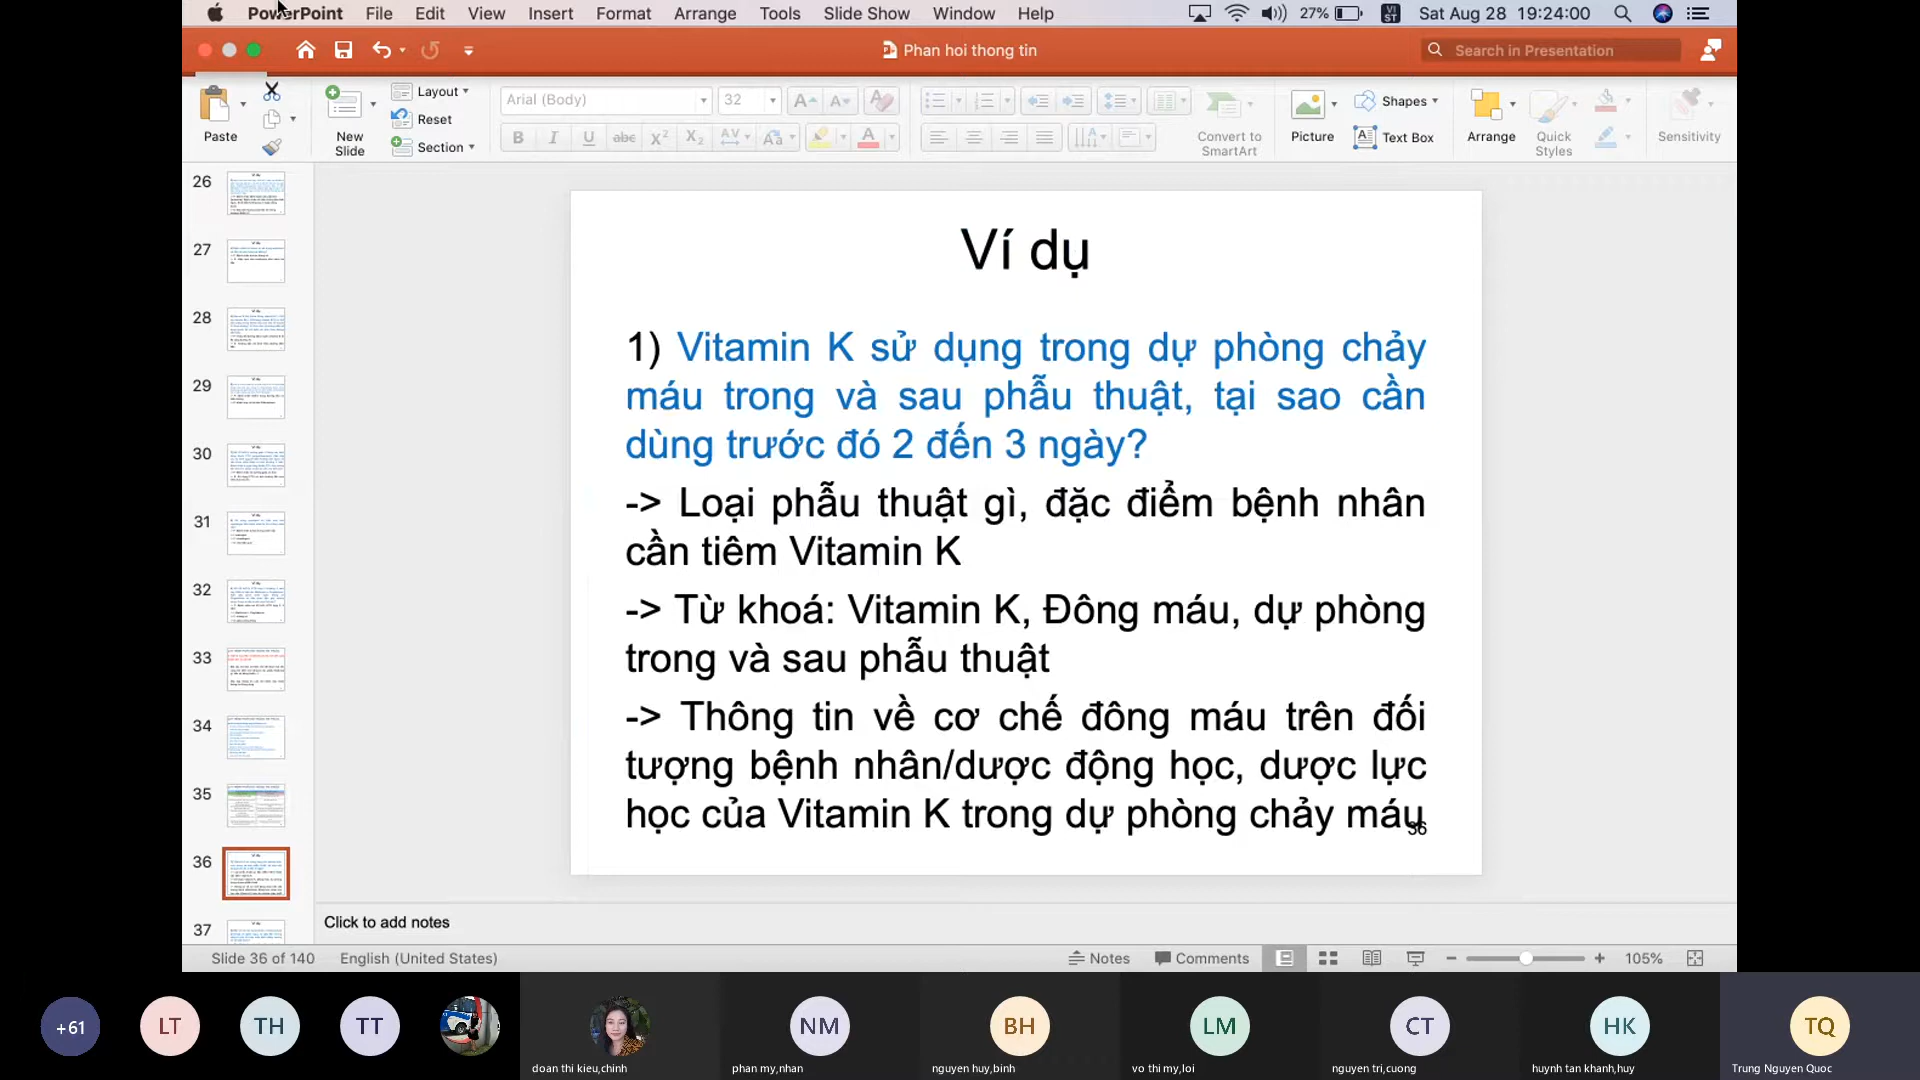 PowerPoint File Edit View Insert Format Arrange Tools Slide Show Window Help 27% VI ST Sat Aug 28 19:24:00
Phan hoi thong tin
Search in Presentation
Paste
New Slide
Layout
Reset
Section
Arial (Body) 32
Convert to SmartArt
Picture
Shapes
Text Box
Arrange
Quick Styles
Sensitivity
26
27
28
29
30
31
32
33
34
35
36
37
Ví dụ
1) Vitamin K sử dụng trong dự phòng chảy
máu trong và sau phẫu thuật, tại sao cần
dùng trước đó 2 đến 3 ngày?
-> Loại phẫu thuật gì, đặc điểm bệnh nhân
cần tiêm Vitamin K
-> Từ khoá: Vitamin K, Đông máu, dự phòng
trong và sau phẫu thuật
-> Thông tin về cơ chế đông máu trên đối
tượng bệnh nhân/dược động học, dược lực
học của Vitamin K trong dự phòng chảy máu
36
Click to add notes
Slide 36 of 140 English (United States) Notes Comments 105%
+61 LT TH TT NM BH LM CT HK TQ
doan thi kieu,chinh phan my,nhan nguyen huy,binh vo thi my,loi nguyen tri,cuong huynh tan khanh,huy Trung Nguyen Quoc